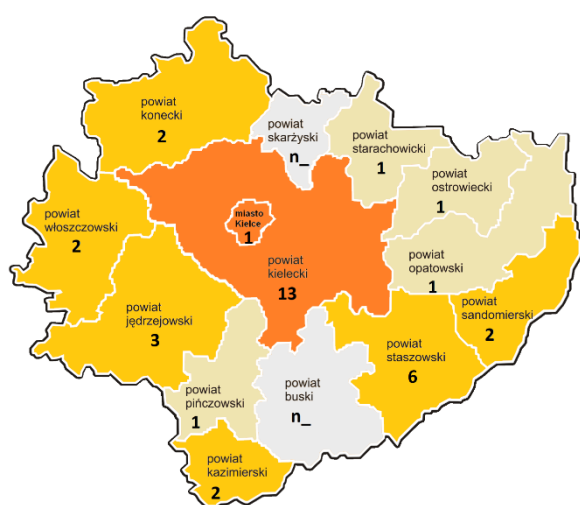 powiat
konecki
2
powiat
skarżyski
n_
powiat
starachowicki
1
powiat
ostrowiecki
1
powiat
włoszczowski
2
miasto
Kielce
1
powiat
kielecki
13
powiat
opatowski
1
powiat
sandomierski
2
powiat
jędrzejowski
3
powiat
staszowski
6
powiat
pińczowski
1
powiat
buski
n_
powiat
kazimierski
2